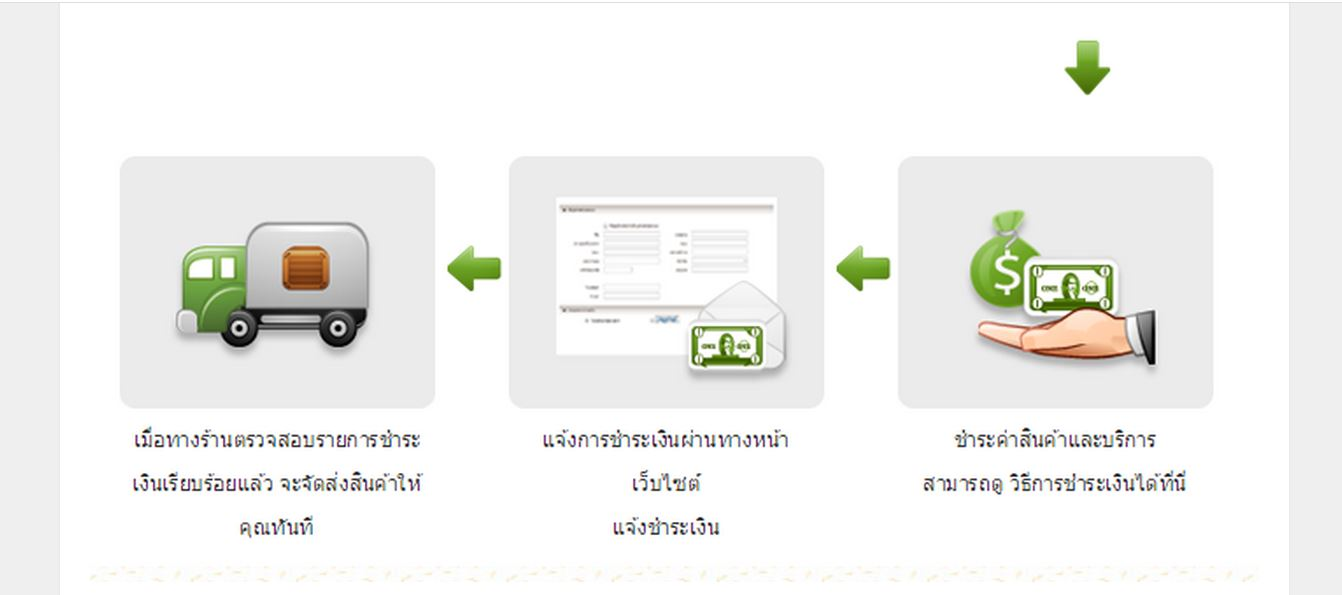 เมื่อทางร้านตรวจสอบรายการชำระ
เงินเรียบร้อยแล้ว จะจัดส่งสินค้าให้
คุณทันที
แจ้งการชำระเงินผ่านทางหน้า
เว็บไซต์
แจ้งชำระเงิน
ชำระค่าสินค้าและบริการ
สามารถดู วิธีการชำระเงินได้ที่นี่